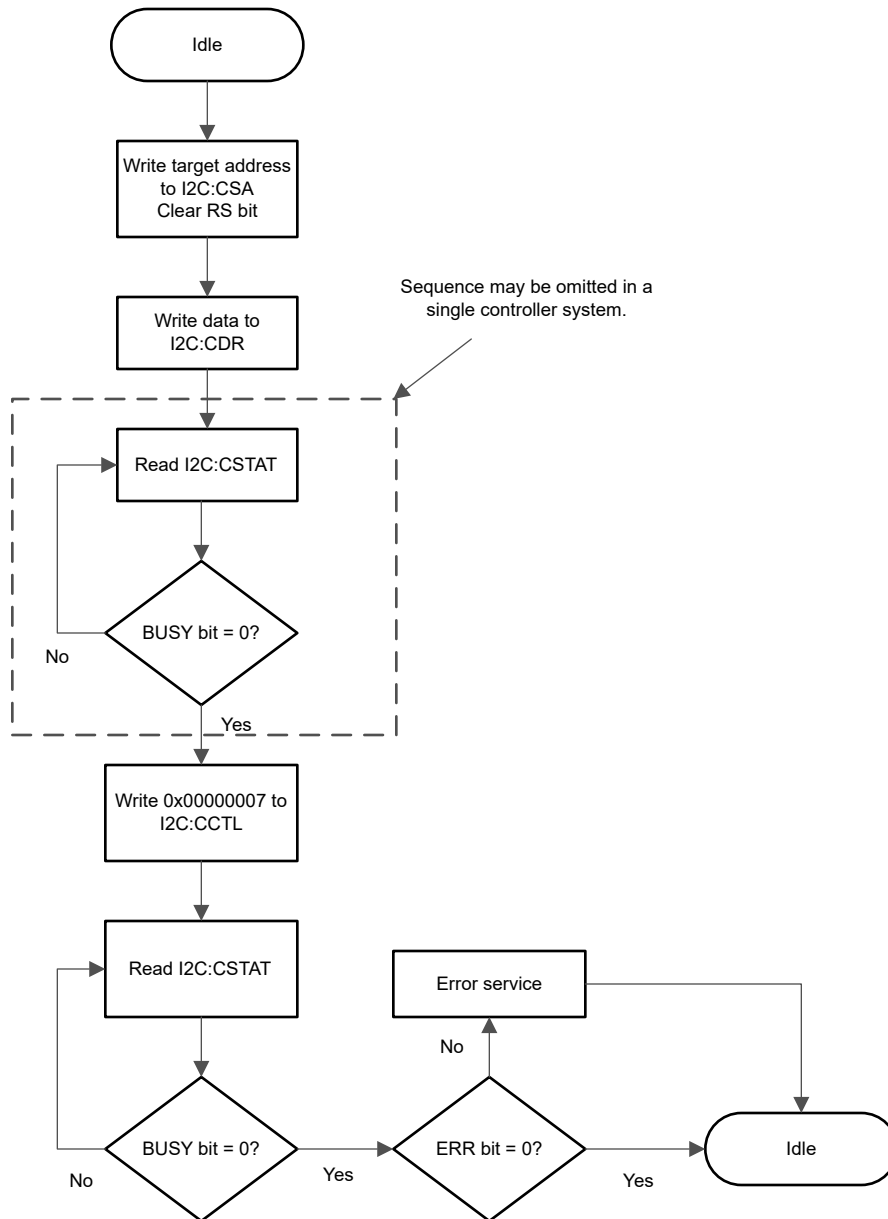 Idle
Write target address
to I2C:CSA
Clear RS bit
Sequence may be omitted in a
single controller system.
Write data to
I2C:CDR
Read I2C:CSTAT
BUSY bit = 0?
No
Yes
Write 0x00000007 to
I2C:CCTL
Read I2C:CSTAT
Error service
No
BUSY bit = 0?
ERR bit = 0?
Idle
No
Yes
Yes